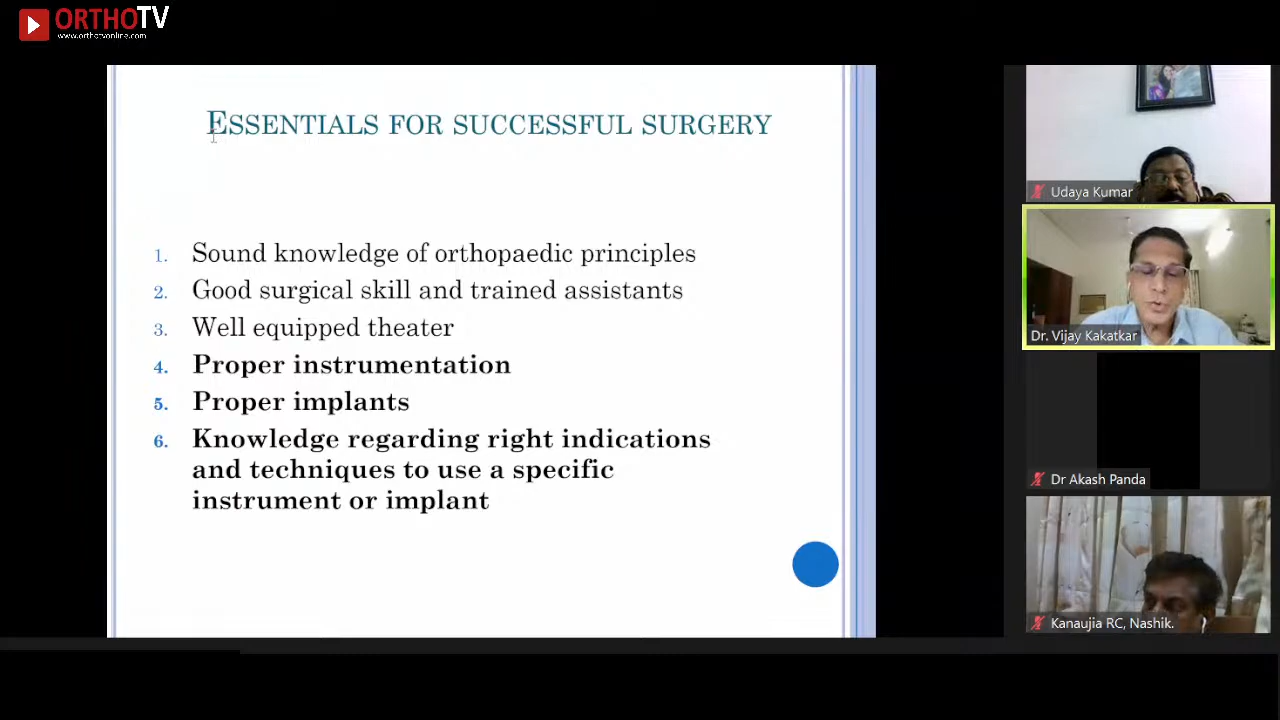 ORTHOTV
www.orthotvonline.com
ESSENTIALS FOR SUCCESSFUL SURGERY
1. Sound knowledge of orthopaedic principles
2. Good surgical skill and trained assistants
3. Well equipped theater
4. Proper instrumentation
5. Proper implants
6. Knowledge regarding right indications
and techniques to use a specific
instrument or implant
Udaya Kumar
Dr. Vijay Kakatkar
Dr Akash Panda
Kanaujia RC, Nashik.